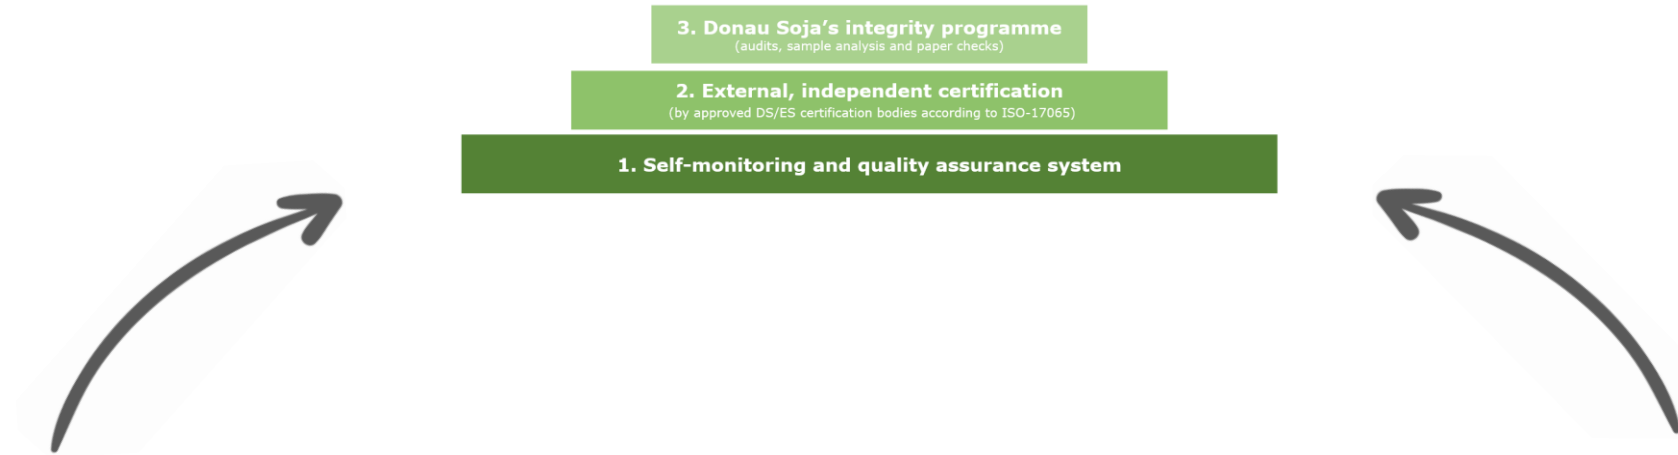 3. Donau Soja’s integrity programme
(audits, sample analysis and paper checks)
2. External, independent certification
(by approved DS/ES certification bodies according to ISO-17065)
1. Self-monitoring and quality assurance system